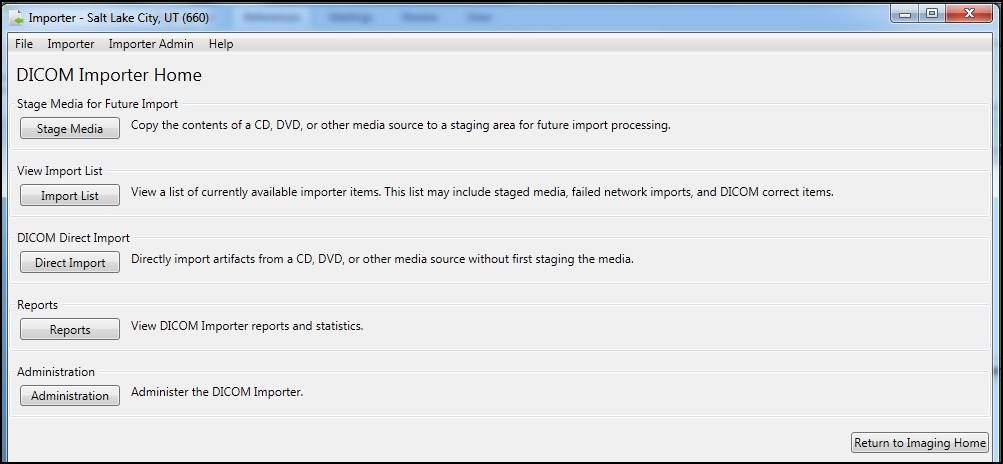 Importer - Salt Lake City, UT (660)
References Meetings Review View
File Importer Importer Admin Help
DICOM Importer Home
Stage Media for Future Import
Stage Media Copy the contents of a CD, DVD, or other media source to a staging area for future import processing.
View Import List
Import List View a list of currently available importer items. This list may include staged media, failed network imports, and DICOM correct items.
DICOM Direct Import
Direct Import Directly import artifacts from a CD, DVD, or other media source without first staging the media.
Reports
Reports View DICOM Importer reports and statistics.
Administration
Administration Administer the DICOM Importer.
Return to Imaging Home